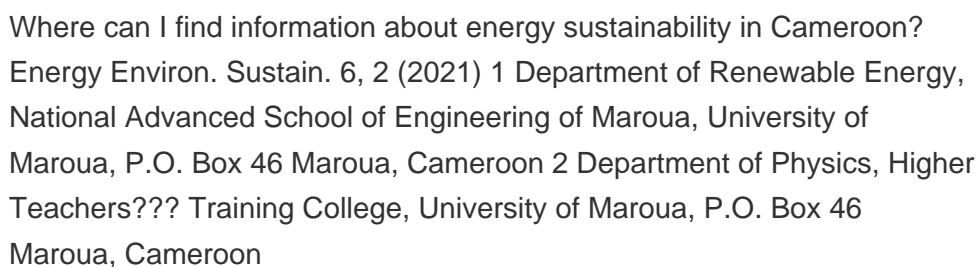 Where can I find information about energy sustainability in Cameroon?
Energy Environ. Sustain. 6, 2 (2021) 1 Department of Renewable Energy,
National Advanced School of Engineering of Maroua, University of
Maroua, P.O. Box 46 Maroua, Cameroon 2 Department of Physics, Higher
Teachers??? Training College, University of Maroua, P.O. Box 46
Maroua, Cameroon